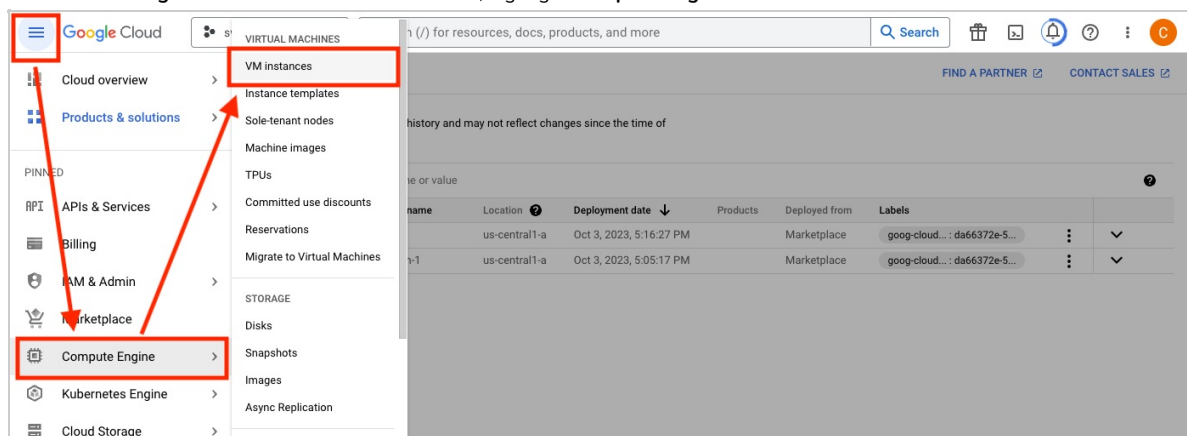 Google Cloud
(/) for resources, docs, products, and more
Search
C
Cloud overview
Products & solutions
PINNED
API APIs & Services
Billing
IAM & Admin
Marketplace
Compute Engine
Kubernetes Engine
Cloud Storage
VIRTUAL MACHINES
VM instances
Instance templates
Sole-tenant nodes
Machine images
TPUs
Committed use discounts
Reservations
Migrate to Virtual Machines
STORAGE
Disks
Snapshots
Images
Async Replication
FIND A PARTNER CONTACT SALES
history and may not reflect changes since the time of
or value
name Location Deployment date Products Deployed from Labels
us-central1-a Oct 3, 2023, 5:16:27 PM Marketplace goog-cloud... : da66372e-5...
-1 us-central1-a Oct 3, 2023, 5:05:17 PM Marketplace goog-cloud... : da66372e-5...